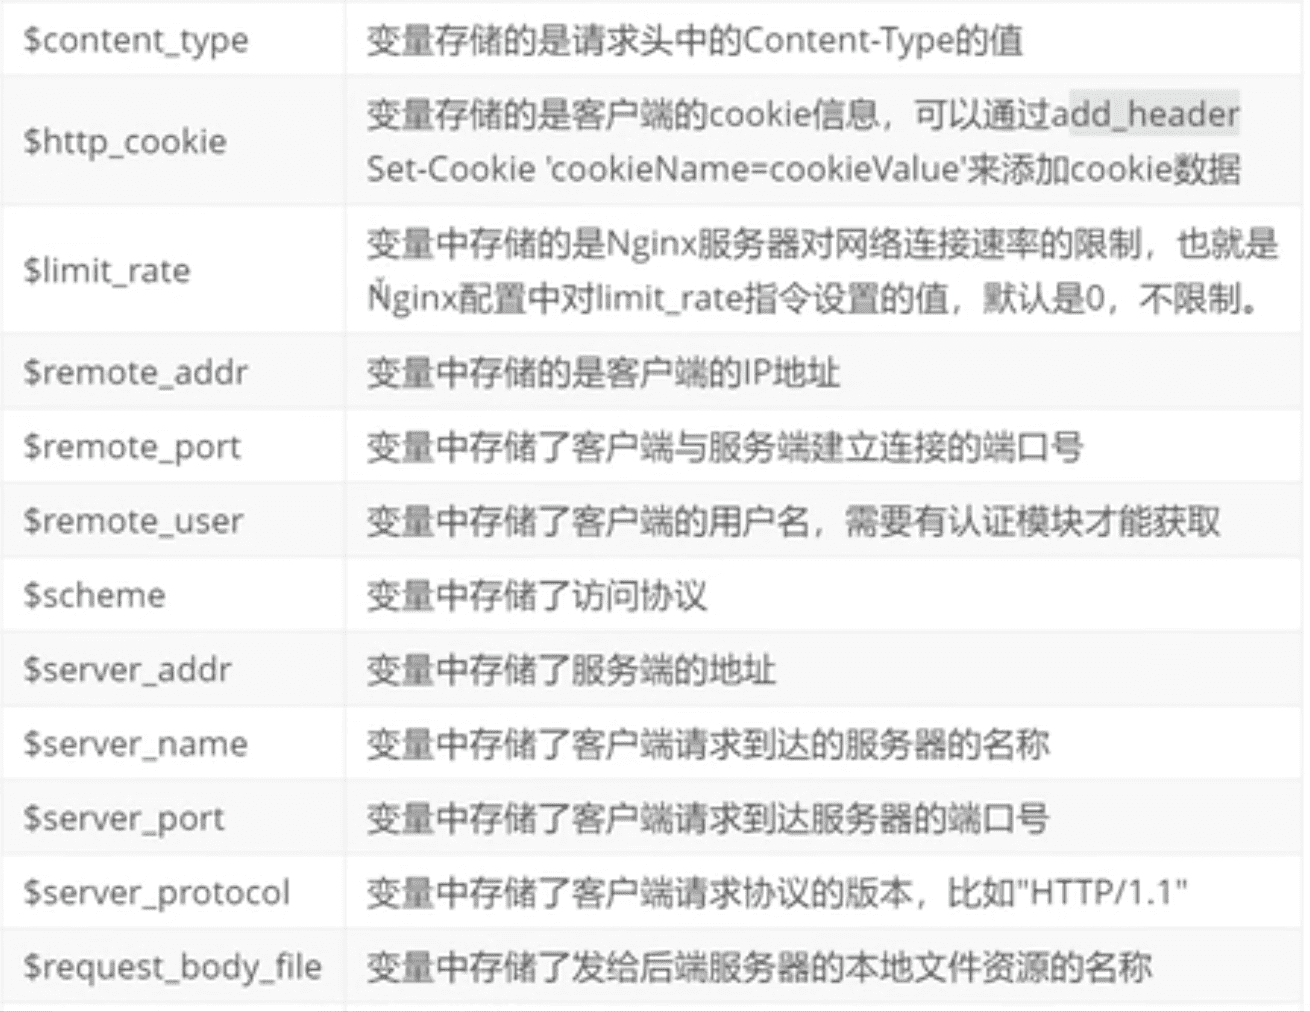 $content_type 变量存储的是请求头中的Content-Type的值
$http_cookie 变量存储的是客户端的cookie信息，可以通过add_header
Set-Cookie 'cookieName=cookieValue'来添加cookie数据
$limit_rate 变量中存储的是Nginx服务器对网络连接速率的限制，也就是
Nginx配置中对limit_rate指令设置的值，默认是0，不限制。
$remote_addr 变量中存储的是客户端的IP地址
$remote_port 变量中存储了客户端与服务端建立连接的端口号
$remote_user 变量中存储了客户端的用户名，需要有认证模块才能获取
$scheme 变量中存储了访问协议
$server_addr 变量中存储了服务端的地址
$server_name 变量中存储了客户端请求到达的服务器的名称
$server_port 变量中存储了客户端请求到达服务器的端口号
$server_protocol 变量中存储了客户端请求协议的版本，比如"HTTP/1.1"
$request_body_file 变量中存储了发给后端服务器的本地文件资源的名称